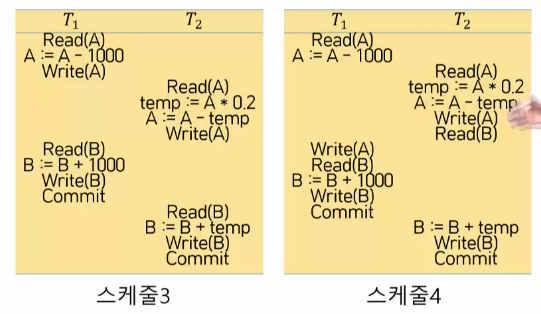 T₁ T₂
Read(A)
A := A - 1000
Write(A)
Read(A)
temp := A * 0.2
A := A - temp
Write(A)
Read(B)
B := B + 1000
Write(B)
Commit
Read(B)
B := B + temp
Write(B)
Commit
스케줄3
T₁ T₂
Read(A)
A := A - 1000
Read(A)
temp := A * 0.2
A := A - temp
Write(A)
Read(B)
Write(A)
Read(B)
B := B + 1000
Write(B)
Commit
B := B + temp
Write(B)
Commit
스케줄4